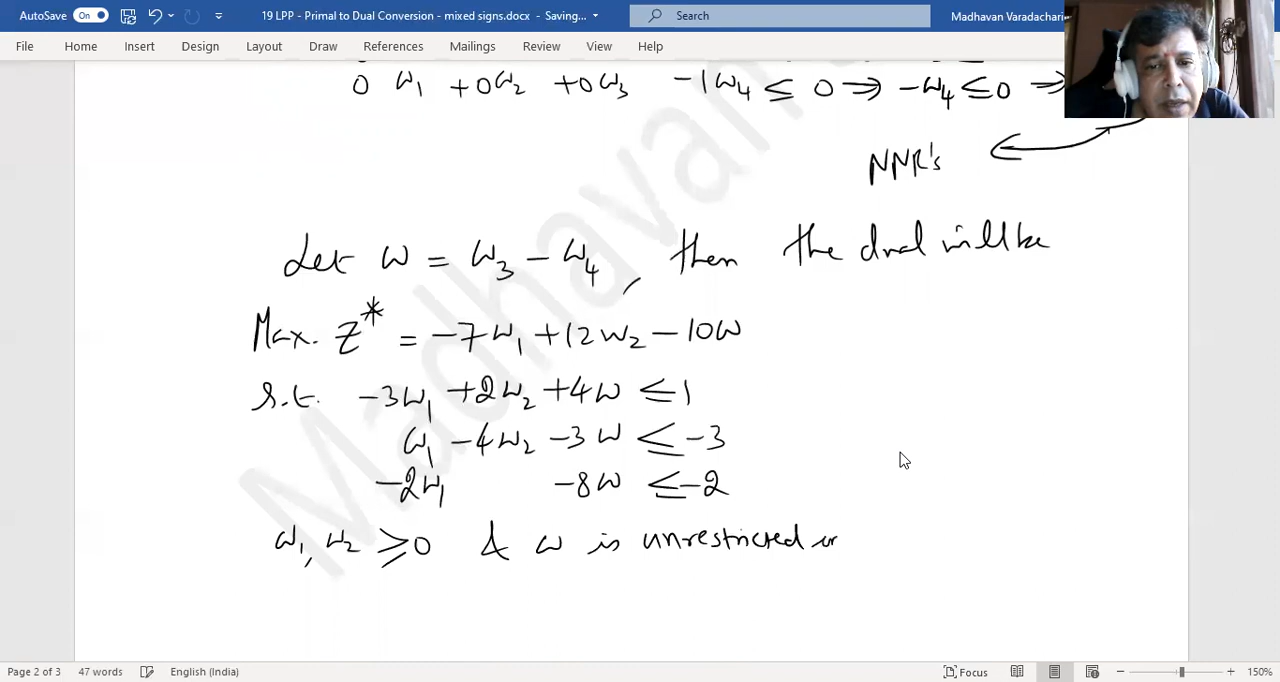 AutoSave On 19 LPP - Primal to Dual Conversion - mixed signs.docx - Saving... Search Madhavan Varadachari
File Home Insert Design Layout Draw References Mailings Review View Help
0 w1 +0w2 +0w3 -1w4 ≤ 0 ⇒ -w4 ≤ 0 ⇒
NNR's
Let w = w3 - w4, then the dual will be
Max. Z* = -7w1 + 12w2 - 10w
s.t. -3w1 + 2w2 + 4w ≤ 1
w1 - 4w2 - 3w ≤ -3
-2w1 - 8w ≤ -2
w1, w2 ≥ 0 & w is unrestricted
Madhavan
Page 2 of 3 47 words English (India) Focus 150%